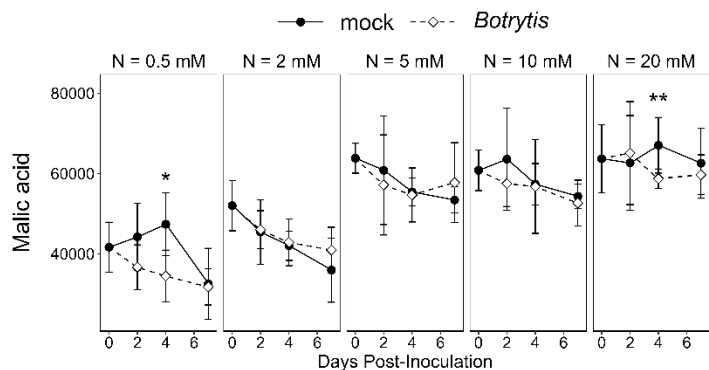 mock Botrytis
N = 0.5 mM N = 2 mM N = 5 mM N = 10 mM N = 20 mM
80000
60000
40000
Malic acid
*
**
0 2 4 6 0 2 4 6 0 2 4 6 0 2 4 6 0 2 4 6
Days Post-Inoculation